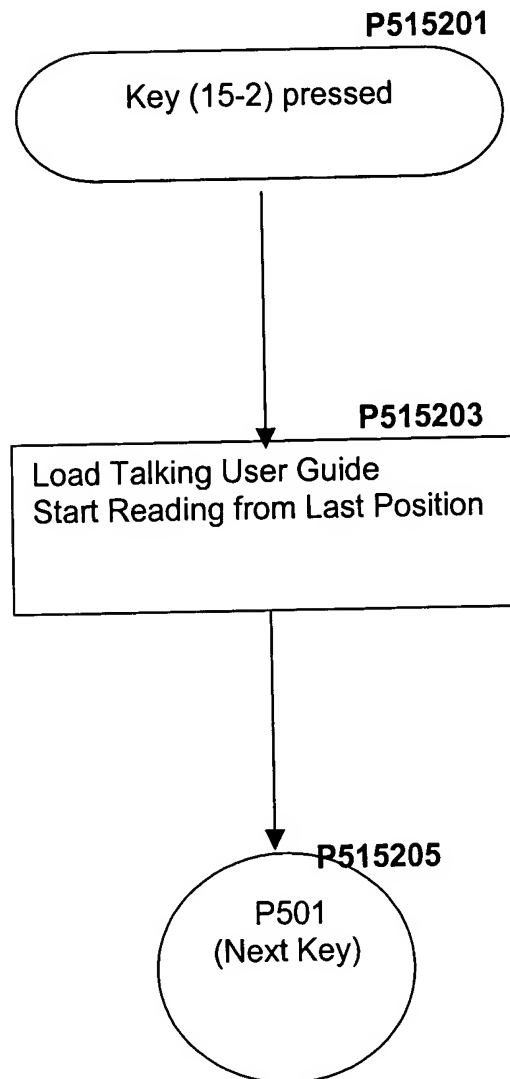 P515201
Key (15-2) pressed
P515203
Load Talking User Guide
Start Reading from Last Position
P515205
P501
(Next Key)